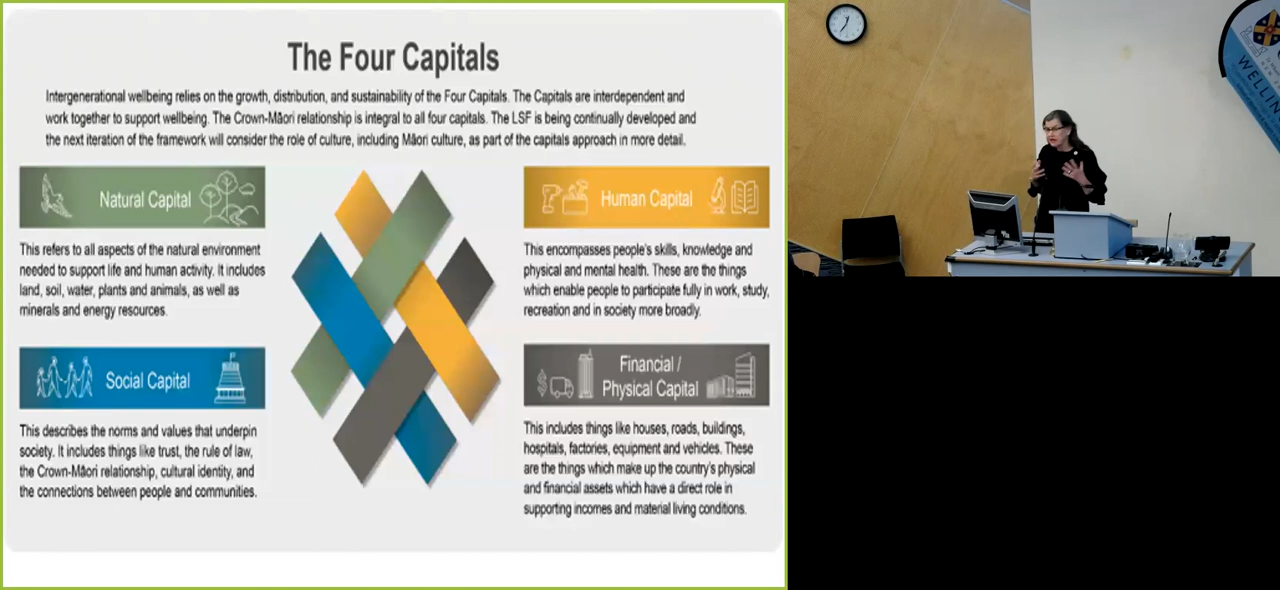 The Four Capitals
Intergenerational wellbeing relies on the growth, distribution, and sustainability of the Four Capitals. The Capitals are interdependent and
work together to support wellbeing. The Crown-Māori relationship is integral to all four capitals. The LSF is being continually developed and
the next iteration of the framework will consider the role of culture, including Māori culture, as part of the capitals approach in more detail.
Natural Capital
This refers to all aspects of the natural environment
needed to support life and human activity. It includes
land, soil, water, plants and animals, as well as
minerals and energy resources.
Social Capital
This describes the norms and values that underpin
society. It includes things like trust, the rule of law,
the Crown-Māori relationship, cultural identity, and
the connections between people and communities.
Human Capital
This encompasses people's skills, knowledge and
physical and mental health. These are the things
which enable people to participate fully in work, study,
recreation and in society more broadly.
Financial /
Physical Capital
This includes things like houses, roads, buildings,
hospitals, factories, equipment and vehicles. These
are the things which make up the country's physical
and financial assets which have a direct role in
supporting incomes and material living conditions.
WELLIN